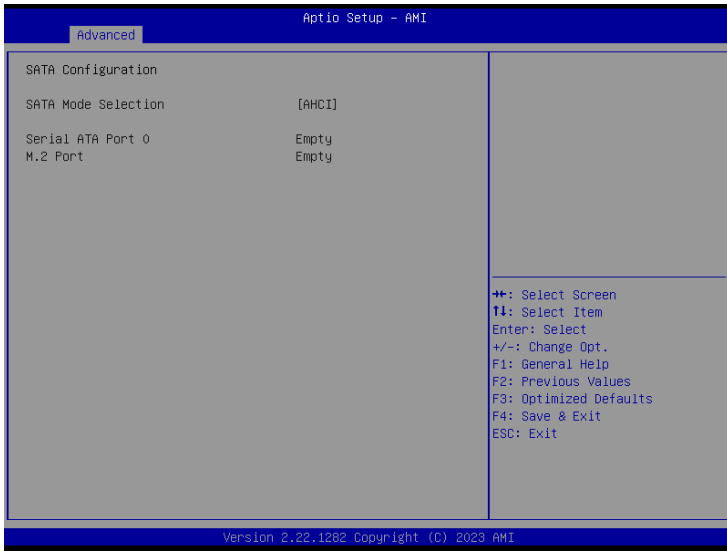 Aptio Setup – AMI
Advanced
SATA Configuration
SATA Mode Selection [AHCI]
Serial ATA Port 0 Empty
M.2 Port Empty
→←: Select Screen
↑↓: Select Item
Enter: Select
+/-: Change Opt.
F1: General Help
F2: Previous Values
F3: Optimized Defaults
F4: Save & Exit
ESC: Exit
Version 2.22.1282 Copyright (C) 2023 AMI